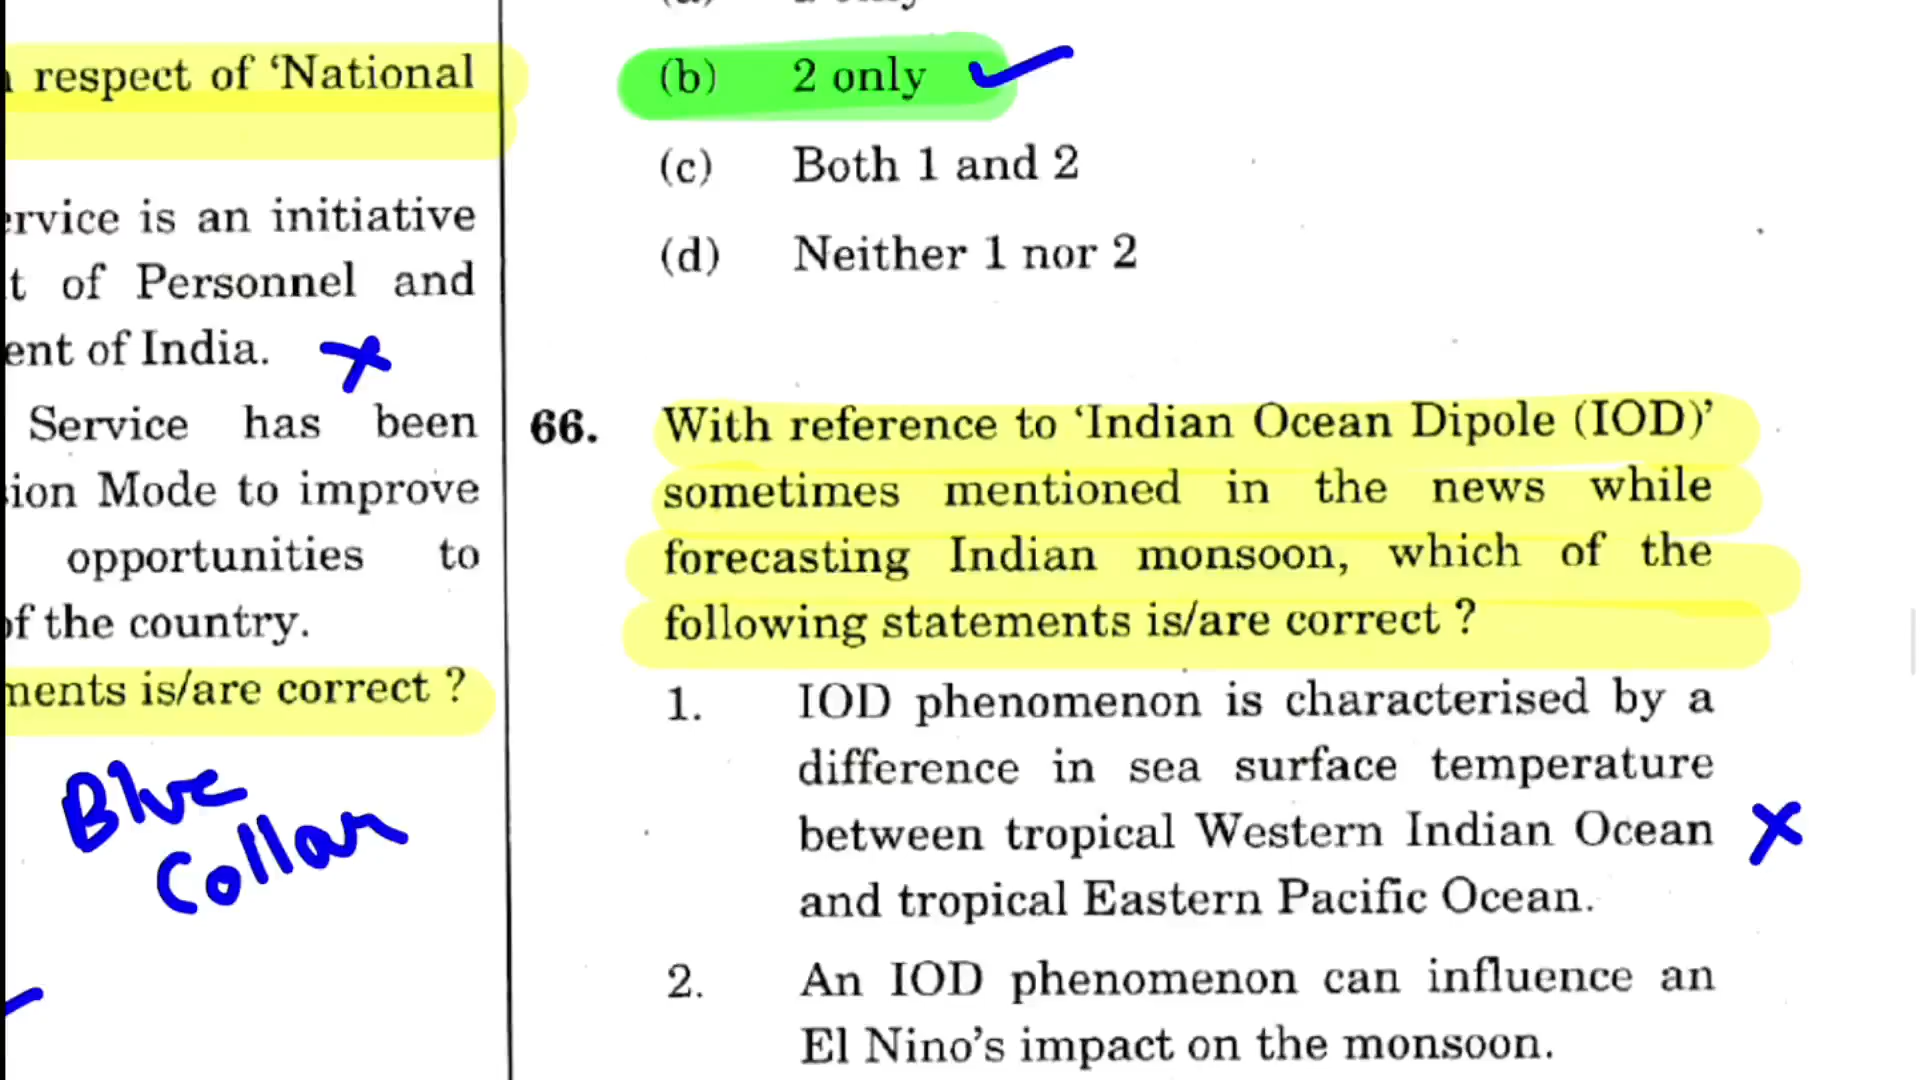 respect of ‘National
ervice is an initiative
t of Personnel and
ent of India.
Service has been
ion Mode to improve
opportunities to
of the country.
ments is/are correct ?
Blue
Collar
(b) 2 only
(c) Both 1 and 2
(d) Neither 1 nor 2
66. With reference to ‘Indian Ocean Dipole (IOD)’
sometimes mentioned in the news while
forecasting Indian monsoon, which of the
following statements is/are correct ?
1. IOD phenomenon is characterised by a
difference in sea surface temperature
between tropical Western Indian Ocean
and tropical Eastern Pacific Ocean.
2. An IOD phenomenon can influence an
El Nino’s impact on the monsoon.